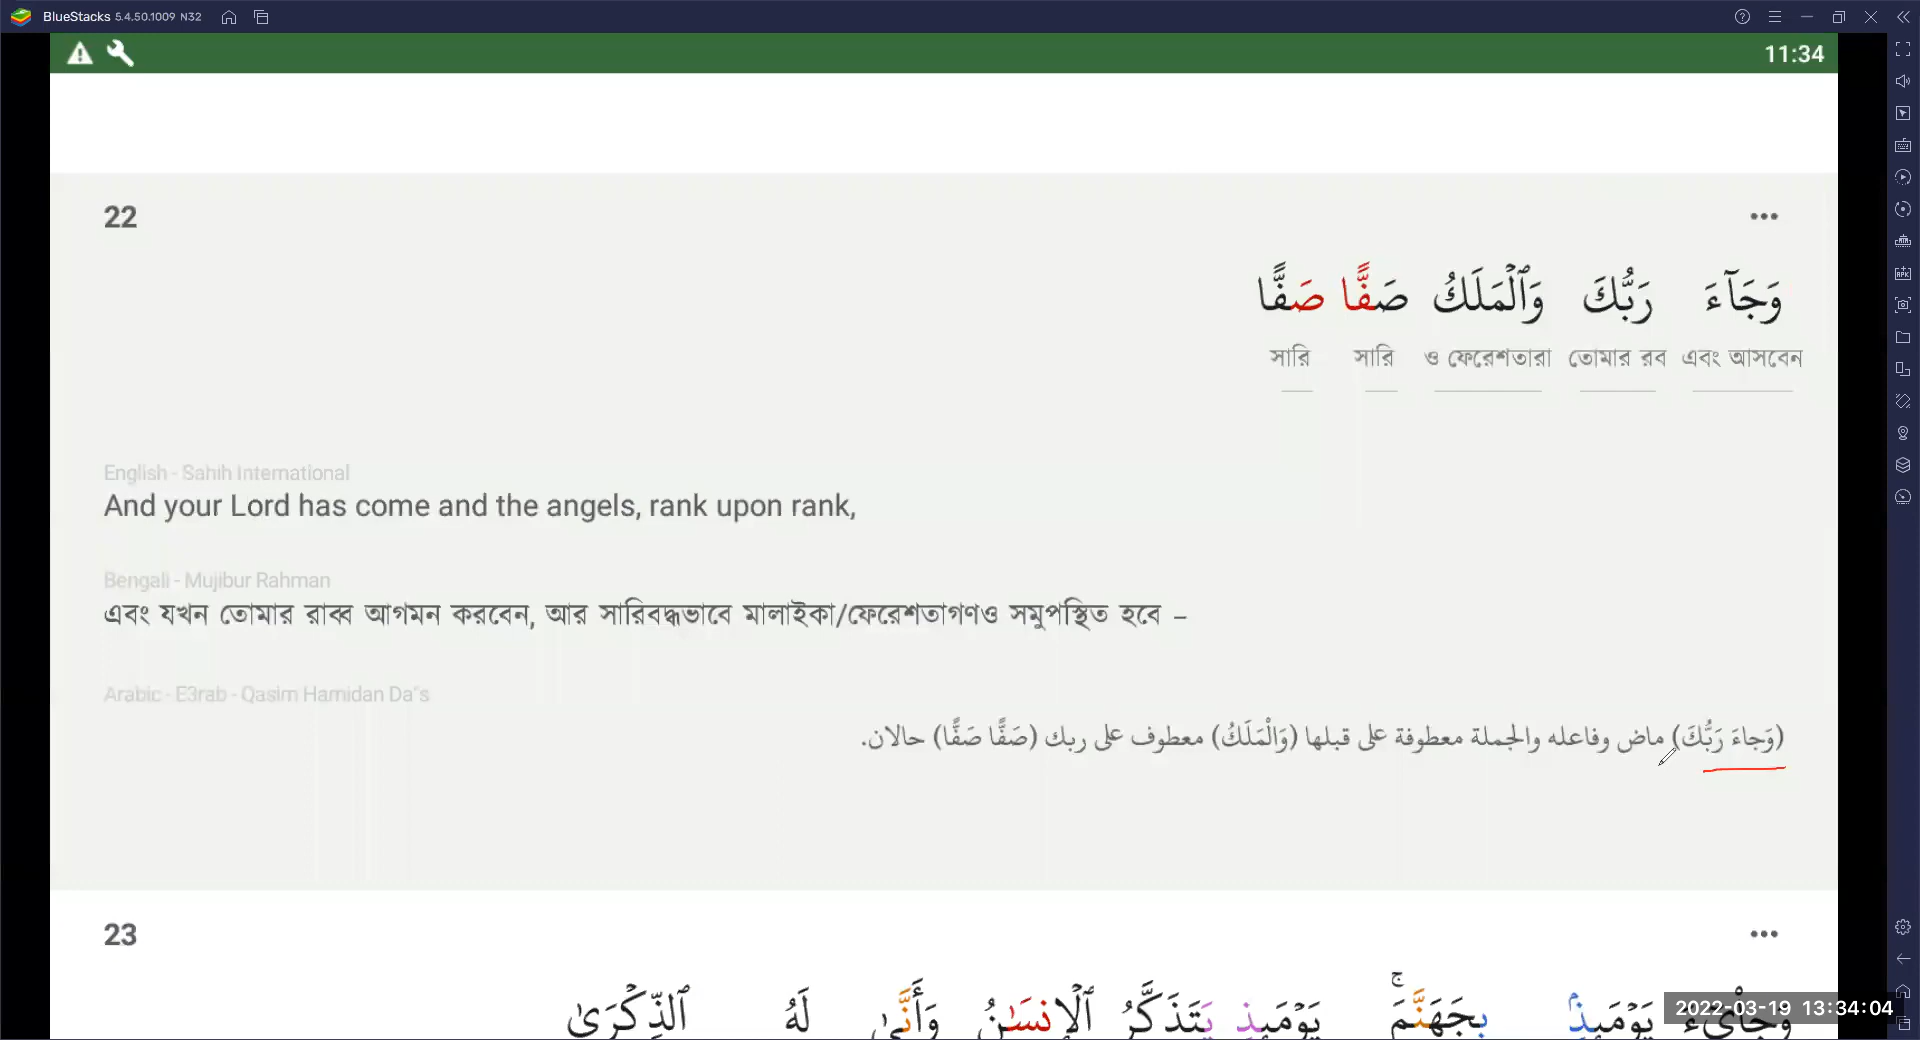 BlueStacks 5.4.50.1009 N32
11:34
22
وَجَآءَ رَبُّكَ وَٱلْمَلَكُ صَفًّا صَفًّا
এবং আসবেন তোমার রব ও ফেরেশতারা সারি সারি
English - Sahih International
And your Lord has come and the angels, rank upon rank,
Bengali - Mujibur Rahman
এবং যখন তোমার রাব্ব আগমন করবেন, আর সারিবদ্ধভাবে মালাইকা/ফেরেশতাগণও সমুপস্থিত হবে –
Arabic - E3rab - Qasim Hamidan Da"s
(وَجاءَ رَبُّكَ) ماض وفاعله والجملة معطوفة على قبلها (وَالْمَلَكُ) معطوف على ربك (صَفًّا صَفًّا) حالان.
23
وَجِا۟ىٓءَ يَوْمَئِذٍۭ بِجَهَنَّمَ ۚ يَوْمَئِذٍ يَتَذَكَّرُ ٱلْإِنسَٰنُ وَأَنَّىٰ لَهُ ٱلذِّكْرَىٰ
2022-03-19 13:34:04